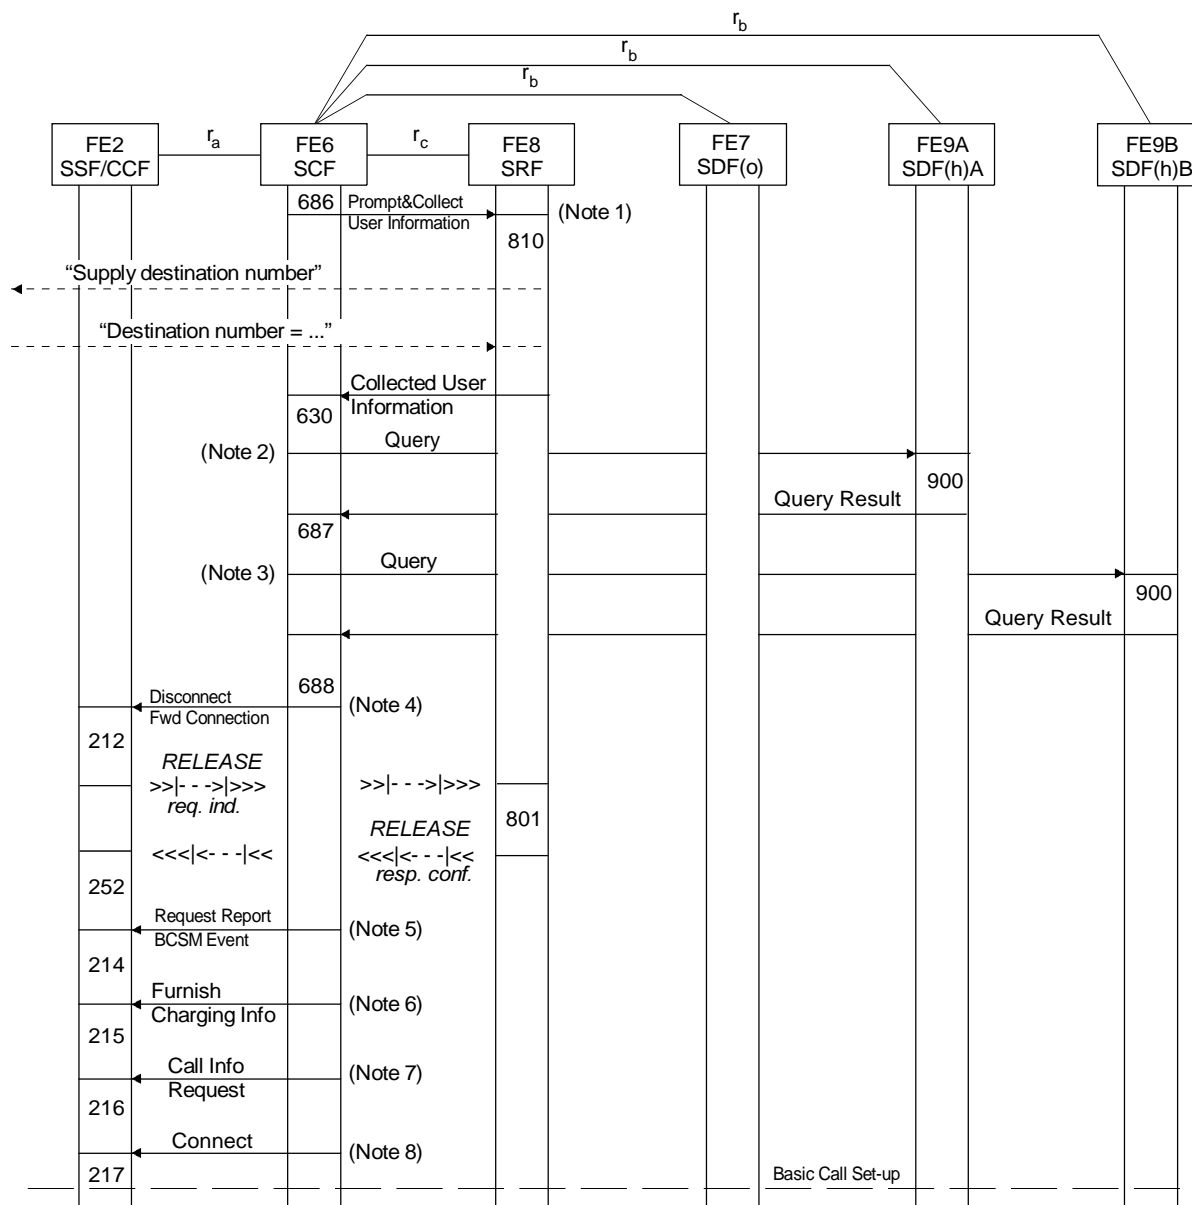 r_b
r_b
r_b
FE2
SSF/CCF
r_a
FE6
SCF
r_c
FE8
SRF
FE7
SDF(o)
FE9A
SDF(h)A
FE9B
SDF(h)B
686
Prompt&Collect
User Information
(Note 1)
810
“Supply destination number”
“Destination number = ...”
Collected User
Information
630
(Note 2)
Query
900
Query Result
687
(Note 3)
Query
900
Query Result
688
Disconnect
Fwd Connection
(Note 4)
212
RELEASE
>>|- - ->|>>>
req. ind.
>>|- - ->|>>>
801
RELEASE
<<<|<- - -|<<
<<<|<- - -|<<
resp. conf.
252
Request Report
BCSM Event
(Note 5)
214
Furnish
Charging Info
(Note 6)
215
Call Info
Request
(Note 7)
216
Connect
(Note 8)
217
Basic Call Set-up